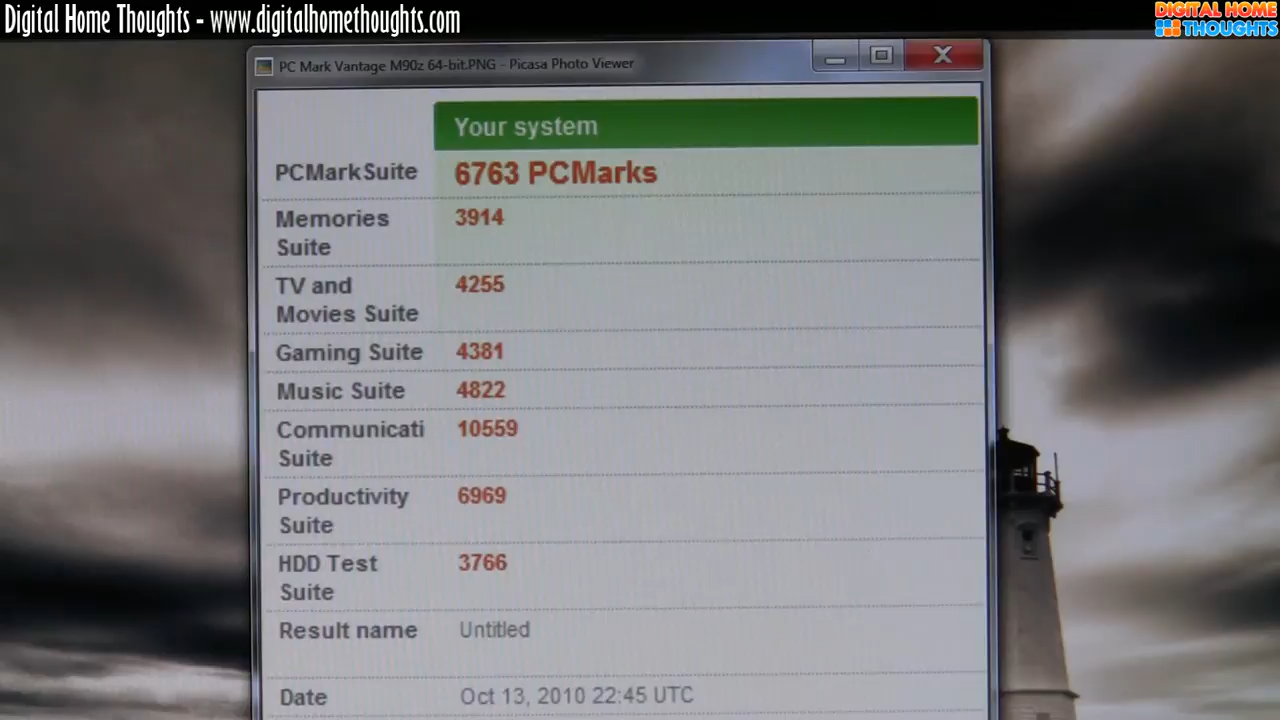 Digital Home Thoughts - www.digitalhomethoughts.com
DIGITAL HOME
THOUGHTS
PC Mark Vantage M90z 64-bit.PNG - Picasa Photo Viewer
Your system
PCMarkSuite 6763 PCMarks
Memories 3914
Suite
TV and 4255
Movies Suite
Gaming Suite 4381
Music Suite 4822
Communicati 10559
Suite
Productivity 6969
Suite
HDD Test 3766
Suite
Result name Untitled
Date Oct 13, 2010 22:45 UTC